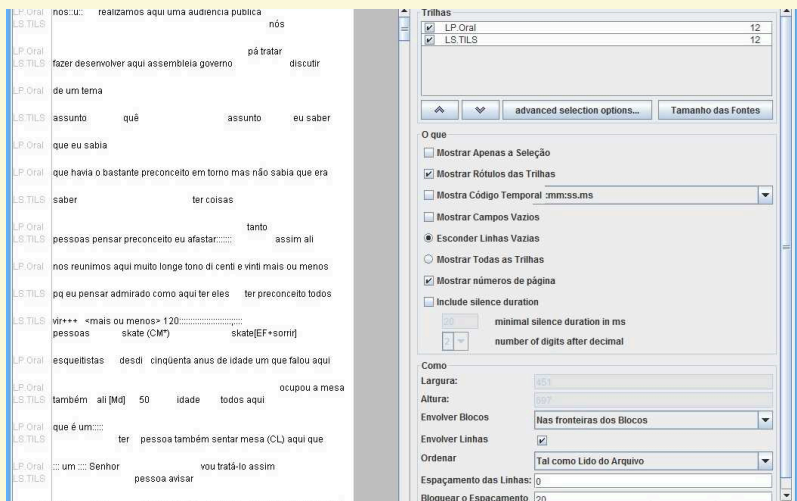 LP.Oral nós::u:: realizamos aqui uma audiência pública
nós
LP.Oral pá tratar
LS.TILS fazer desenvolver aqui assembleia governo discutir
LP.Oral de um tema
LS.TILS assunto quê assunto eu saber
LP.Oral que eu sabia
LP.Oral que havia o bastante preconceito em torno mas não sabia que era
LS.TILS saber ter coisas
LP.Oral tanto
LS.TILS pessoas pensar preconceito eu afastar::::::: assim ali
LP.Oral nos reunimos aqui muito longe tono di centi e vinti mais ou menos
LS.TILS pq eu pensar admirado como aqui ter eles ter preconceito todos
LS.TILS vir+++ <mais ou menos>
pessoas skate (CM*) skate[EF+sorrir]
LP.Oral esqueitistas desdi cinqüenta anus de idade um que falou aqui
LP.Oral ocupou a mesa
LS.TILS também ali [Md] 50 idade todos aqui
LP.Oral que é um:::::
LS.TILS ter pessoa também sentar mesa (CL) aqui que
LP.Oral ::: um :::: Senhor vou tratá-lo assim
LS.TILS pessoa avisar
Trilhas
LP.Oral 12
LS.TILS 12
advanced selection options... Tamanho das Fontes
O que
Mostrar Apenas a Seleção
Mostrar Rótulos das Trilhas
Mostra Código Temporal :mm:ss.ms
Mostrar Campos Vazios
Esconder Linhas Vazias
Mostrar Todas as Trilhas
Mostrar números de página
Include silence duration
20 minimal silence duration in ms
2 number of digits after decimal
Como
Largura: 451
Altura: 697
Envolver Blocos Nas fronteiras dos Blocos
Envolver Linhas
Ordenar Tal como Lido do Arquivo
Espaçamento das Linhas: 0
Bloquear o Espaçamento 20